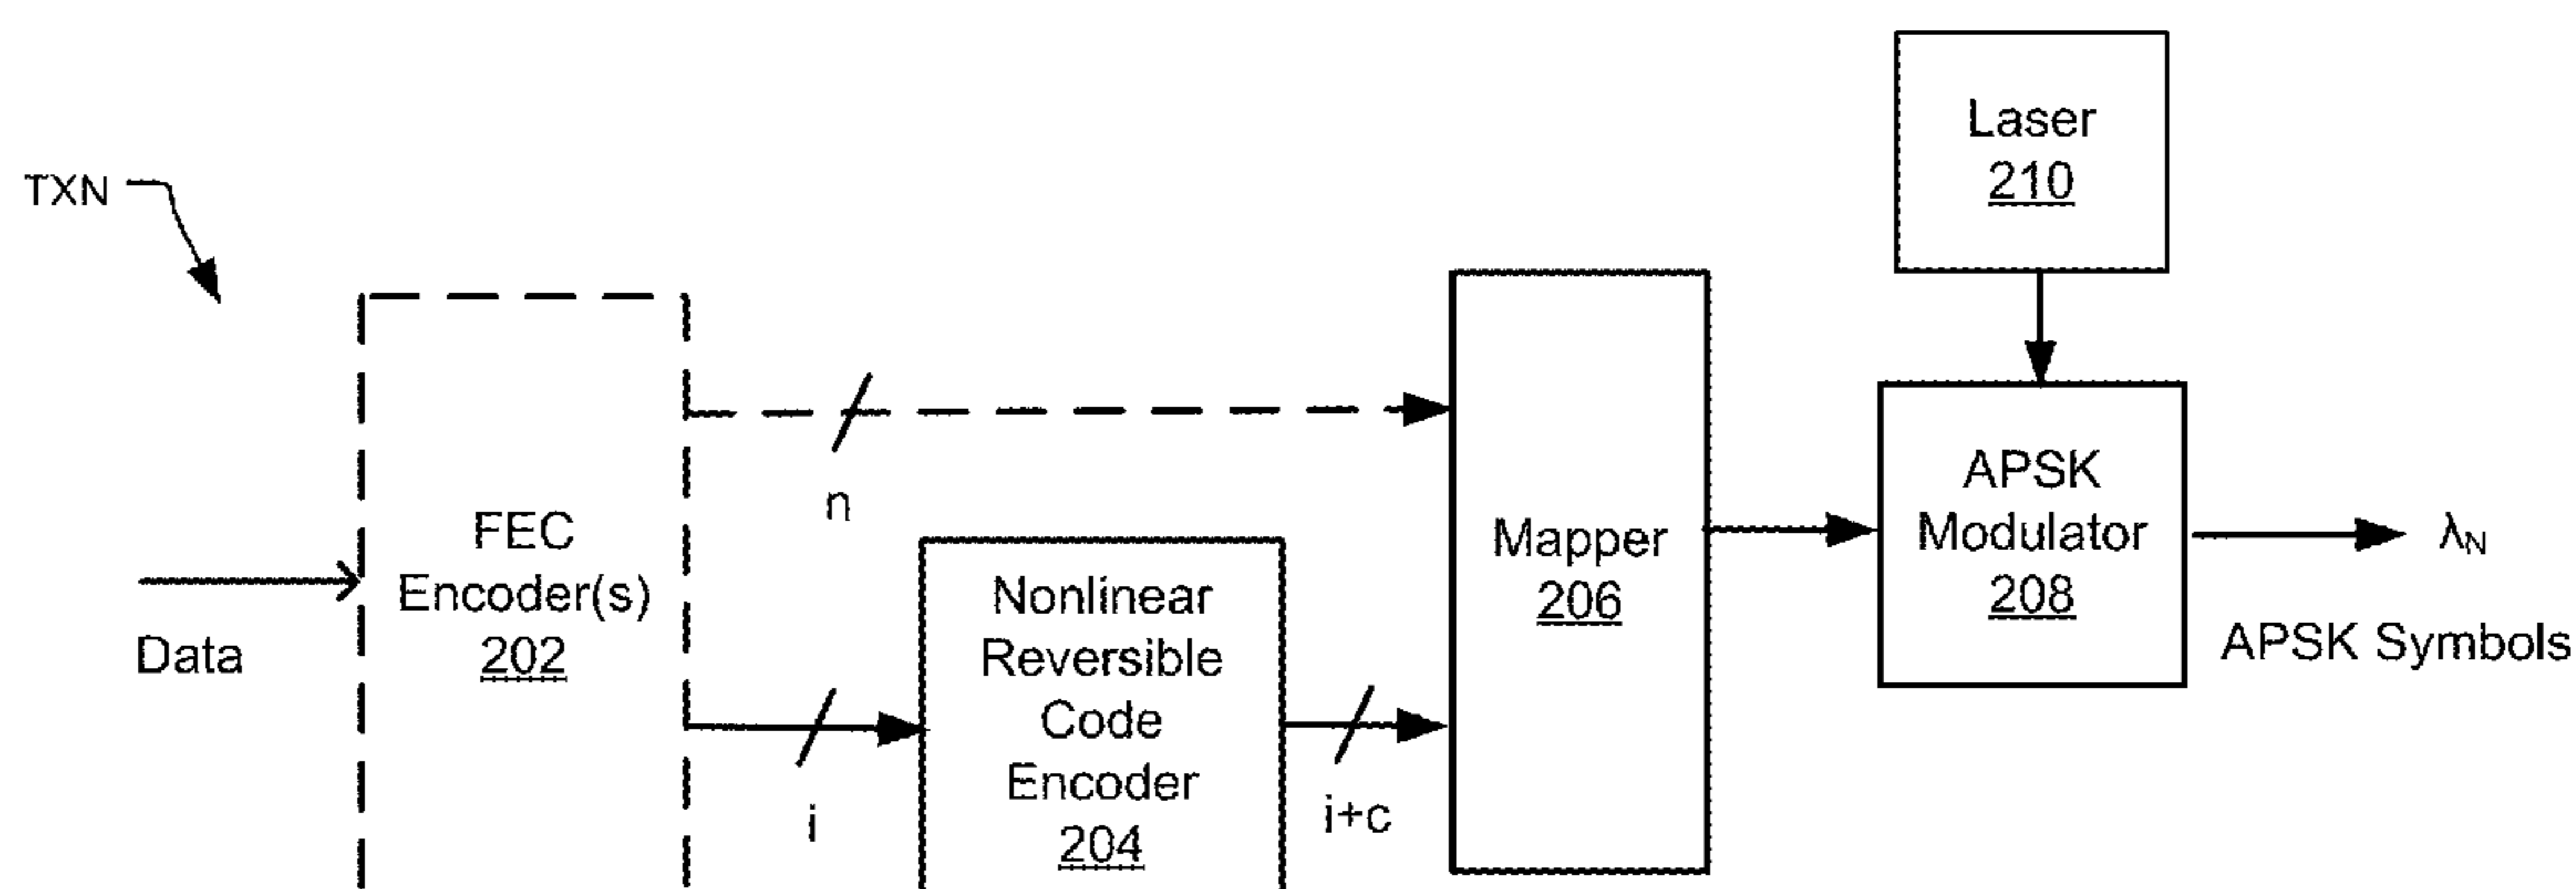 TXN
Data
FEC
Encoder(s)
202
n
i
Nonlinear
Reversible
Code
Encoder
204
i+c
Mapper
206
Laser
210
APSK
Modulator
208
λN
APSK Symbols